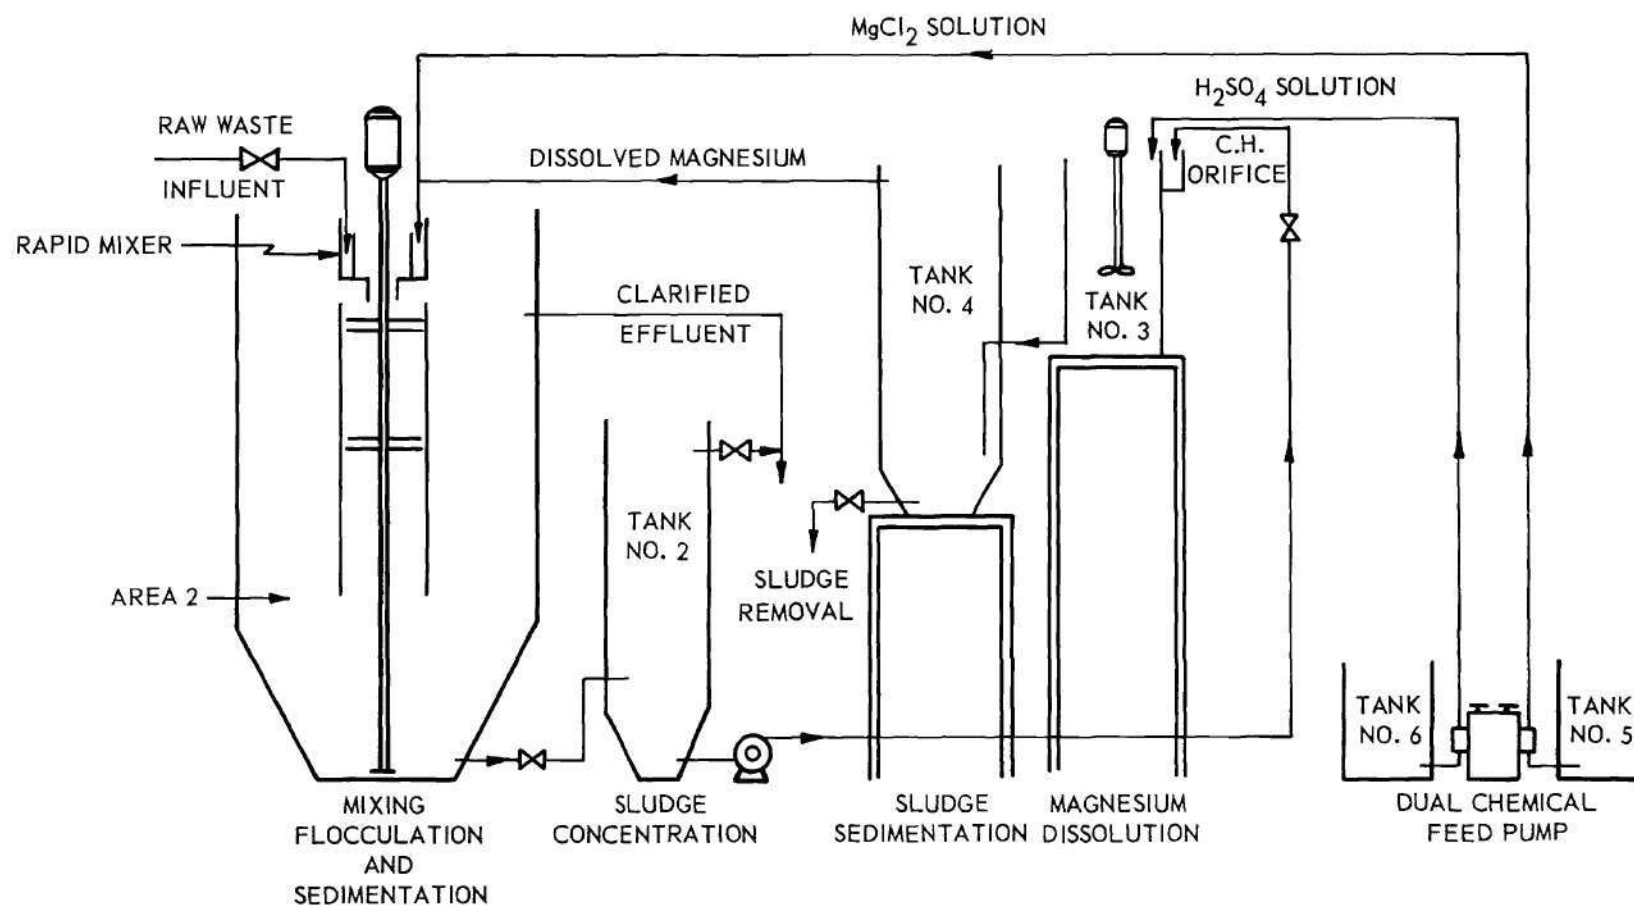 MgCl2 SOLUTION
H2SO4 SOLUTION
RAW WASTE
INFLUENT
DISSOLVED MAGNESIUM
C.H.
ORIFICE
RAPID MIXER
CLARIFIED
EFFLUENT
TANK
NO. 4
TANK
NO. 3
TANK
NO. 2
AREA 2
SLUDGE
REMOVAL
TANK
NO. 6
TANK
NO. 5
MIXING
FLOCCULATION
AND
SEDIMENTATION
SLUDGE
CONCENTRATION
SLUDGE
SEDIMENTATION
MAGNESIUM
DISSOLUTION
DUAL CHEMICAL
FEED PUMP